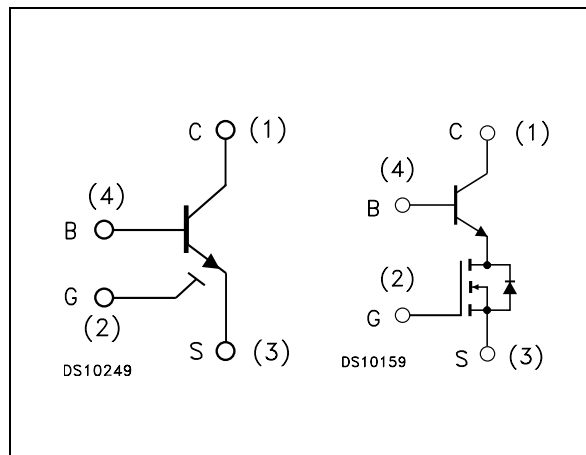 C (1)
(4)
B
G
(2)
S (3)
DS10249
C (1)
(4)
B
(2)
G
S (3)
DS10159